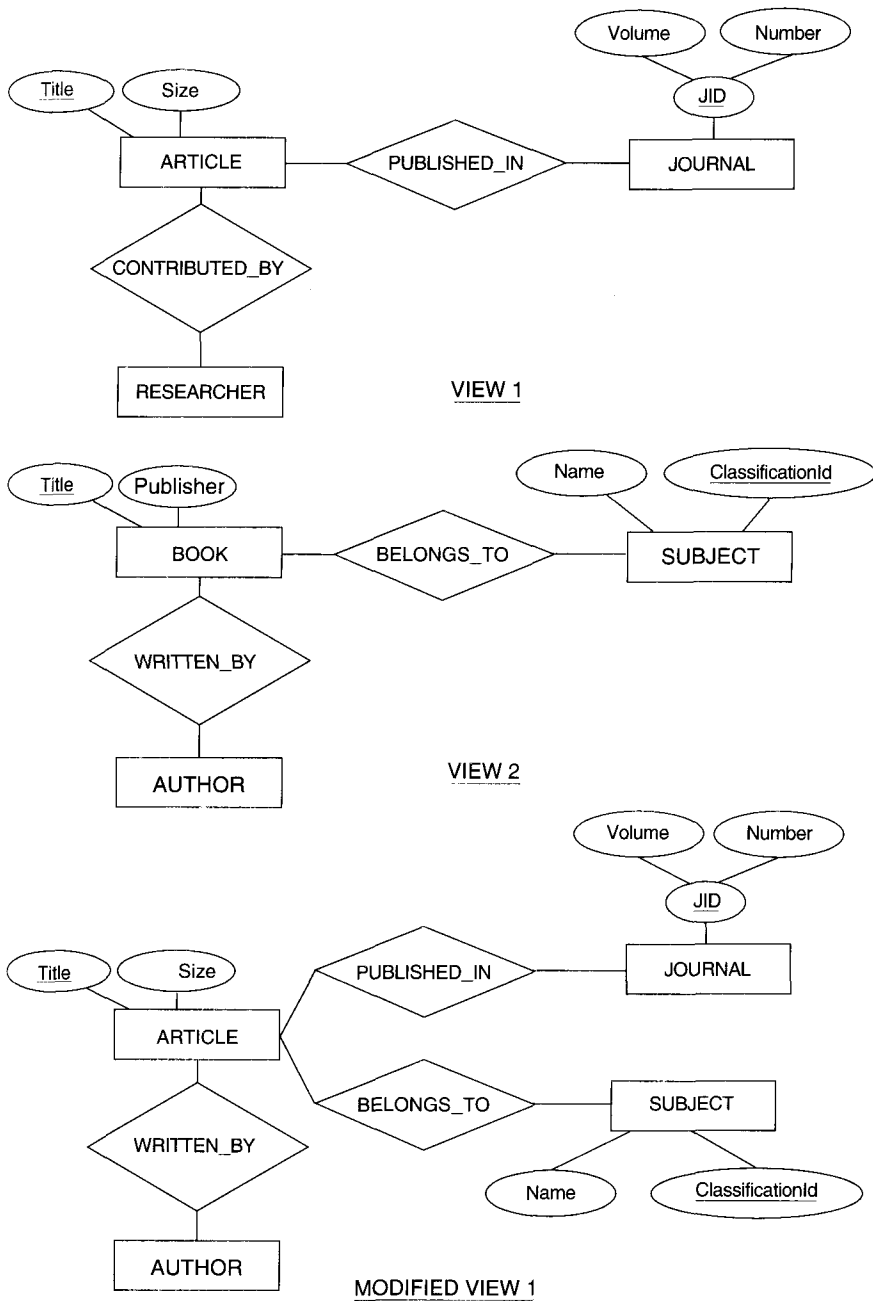 Volume
Number
Title
Size
JID
ARTICLE
PUBLISHED_IN
JOURNAL
CONTRIBUTED_BY
RESEARCHER
VIEW 1
Title
Publisher
Name
ClassificationId
BOOK
BELONGS_TO
SUBJECT
WRITTEN_BY
AUTHOR
VIEW 2
Volume
Number
JID
Title
Size
PUBLISHED_IN
JOURNAL
ARTICLE
BELONGS_TO
SUBJECT
WRITTEN_BY
Name
ClassificationId
AUTHOR
MODIFIED VIEW 1